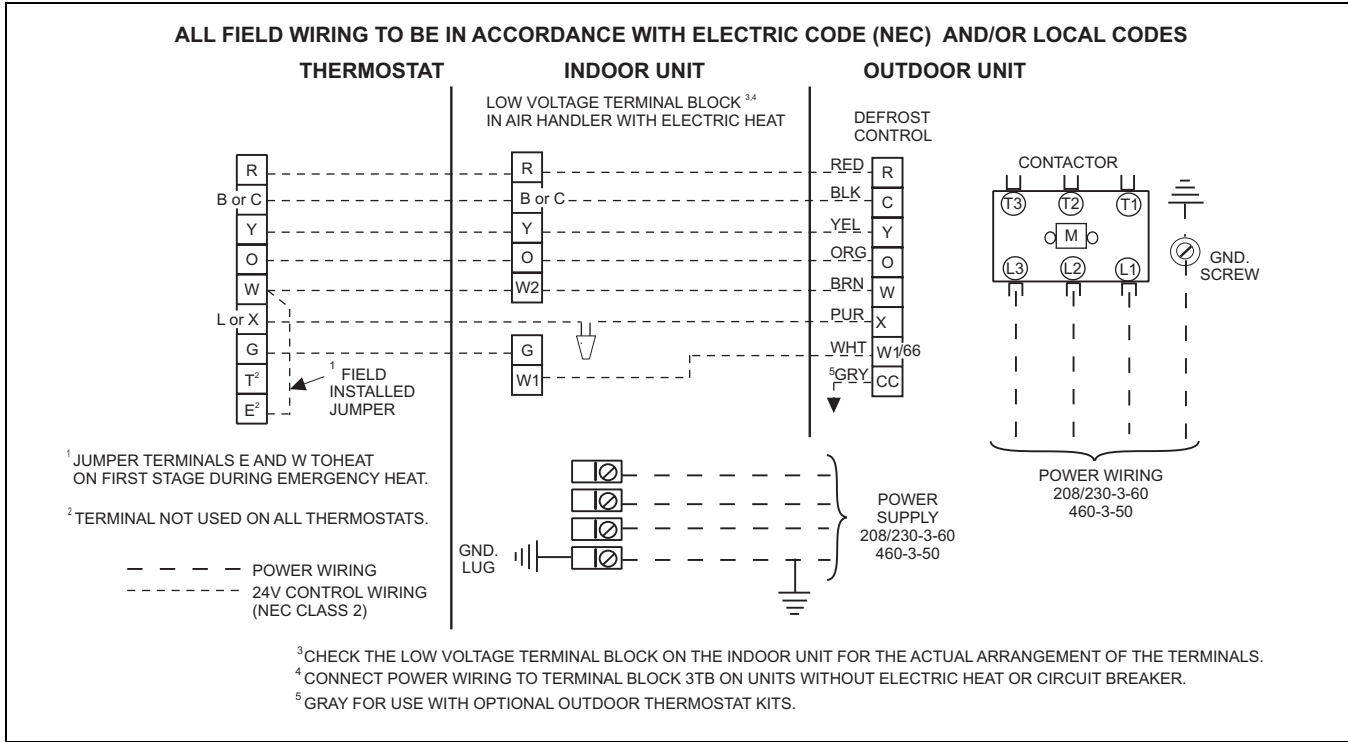 ALL FIELD WIRING TO BE IN ACCORDANCE WITH ELECTRIC CODE (NEC) AND/OR LOCAL CODES
THERMOSTAT
INDOOR UNIT
OUTDOOR UNIT
LOW VOLTAGE TERMINAL BLOCK 3,4
IN AIR HANDLER WITH ELECTRIC HEAT
DEFROST
CONTROL
R
B or C
Y
O
W
L or X
G
T2
E2
1 FIELD
INSTALLED
JUMPER
R
B or C
Y
O
W2
G
W1
RED
BLK
YEL
ORG
BRN
PUR
WHT
5GRY
R
C
Y
O
W
X
W1/66
CC
CONTACTOR
T3
T2
T1
M
L3
L2
L1
GND.
SCREW
POWER WIRING
208/230-3-60
460-3-50
1 JUMPER TERMINALS E AND W TOHEAT
ON FIRST STAGE DURING EMERGENCY HEAT.
2 TERMINAL NOT USED ON ALL THERMOSTATS.
POWER WIRING
24V CONTROL WIRING
(NEC CLASS 2)
GND.
LUG
POWER
SUPPLY
208/230-3-60
460-3-50
3 CHECK THE LOW VOLTAGE TERMINAL BLOCK ON THE INDOOR UNIT FOR THE ACTUAL ARRANGEMENT OF THE TERMINALS.
4 CONNECT POWER WIRING TO TERMINAL BLOCK 3TB ON UNITS WITHOUT ELECTRIC HEAT OR CIRCUIT BREAKER.
5 GRAY FOR USE WITH OPTIONAL OUTDOOR THERMOSTAT KITS.